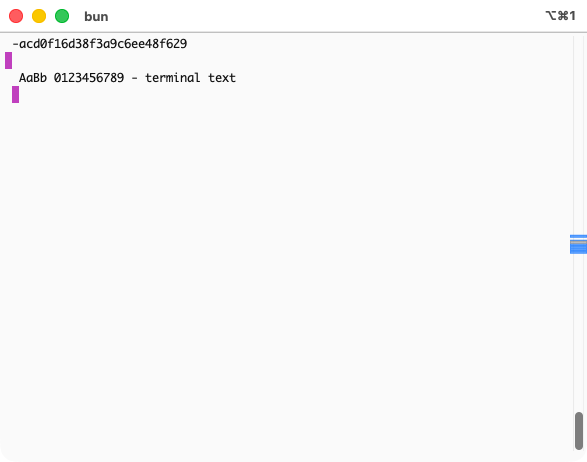 bun
⌥⌘1
-acd0f16d38f3a9c6ee48f629
AaBb 0123456789 - terminal text